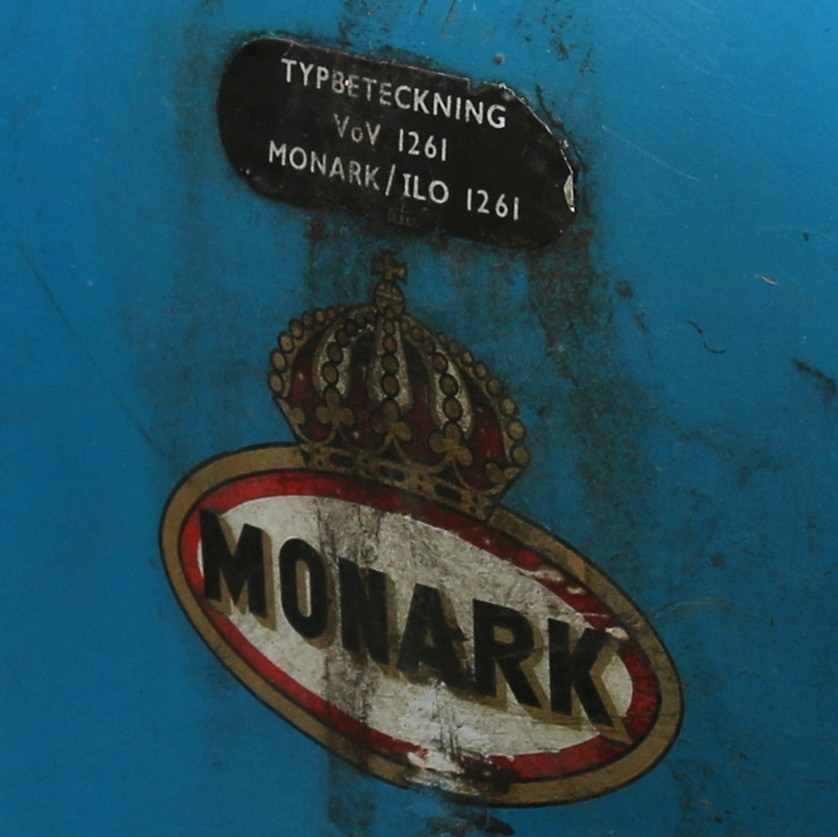 TYPBETECKNING
VoV 1261
MONARK/ILO 1261
MONARK